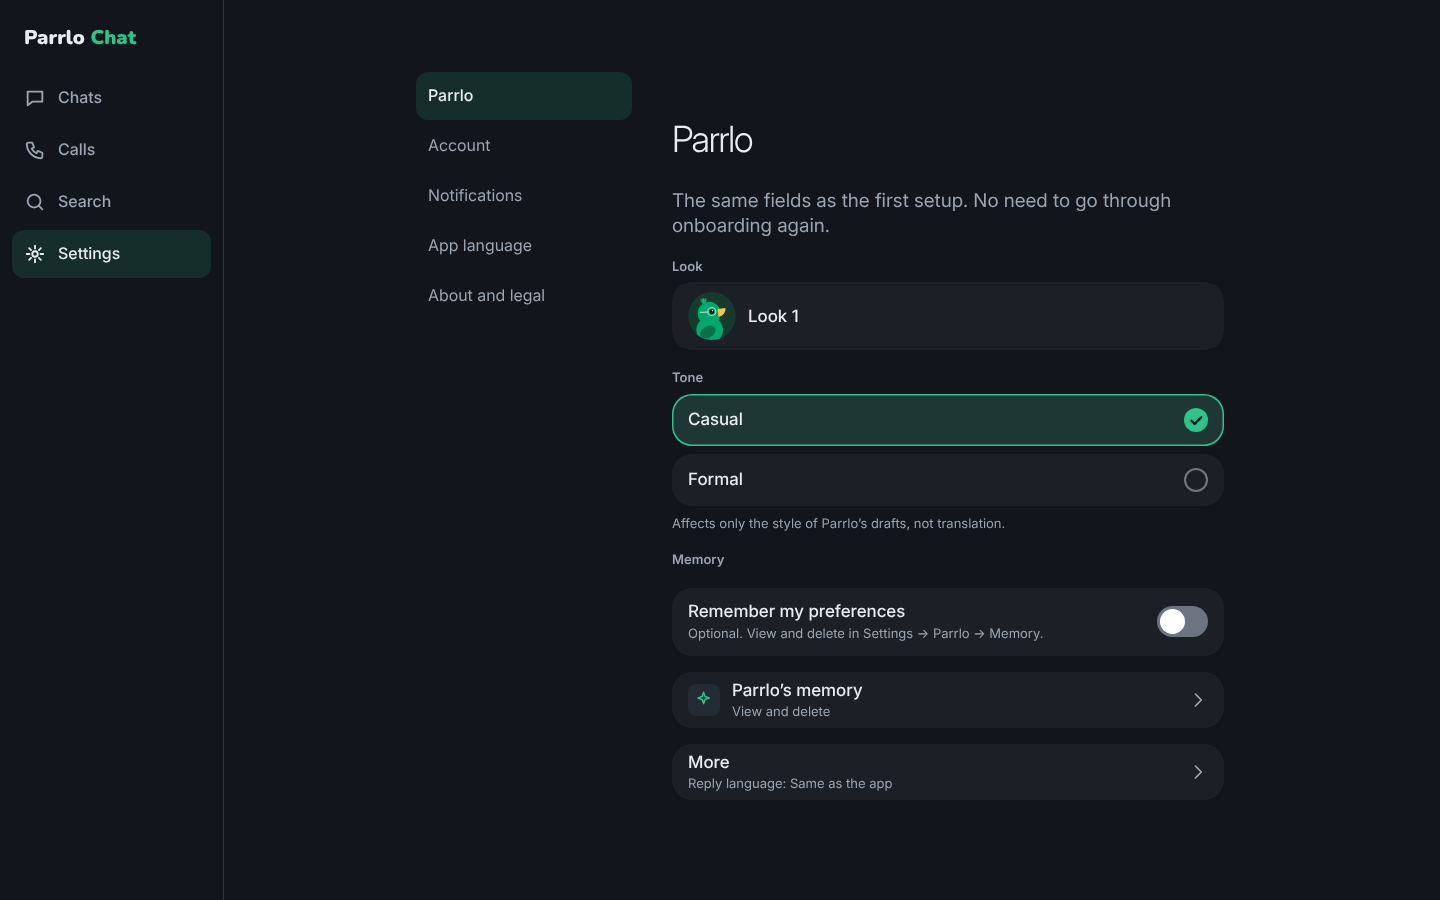 Parrlo Chat
Chats
Calls
Search
Settings
Parrlo
Account
Notifications
App language
About and legal
Parrlo
The same fields as the first setup. No need to go through
onboarding again.
Look
Look 1
Tone
Casual
Formal
Affects only the style of Parrlo’s drafts, not translation.
Memory
Remember my preferences
Optional. View and delete in Settings → Parrlo → Memory.
Parrlo’s memory
View and delete
More
Reply language: Same as the app